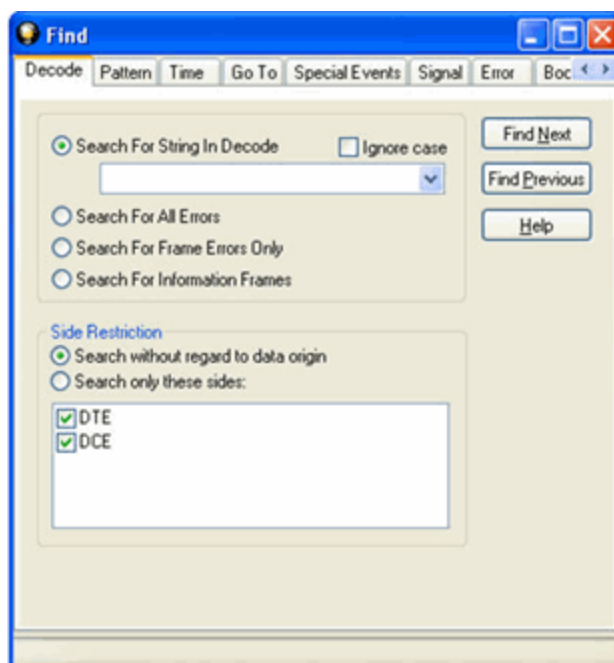 Find
Decode Pattern Time Go To Special Events Signal Error Boo
Search For String In Decode Ignore case Find Next
Find Previous
Search For All Errors Help
Search For Frame Errors Only
Search For Information Frames
Side Restriction
Search without regard to data origin
Search only these sides:
DTE
DCE